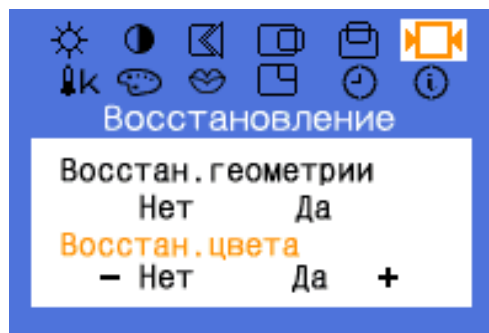 K
Восстановление
Восстан.геометрии
Нет Да
Восстан.цвета
– Нет Да +